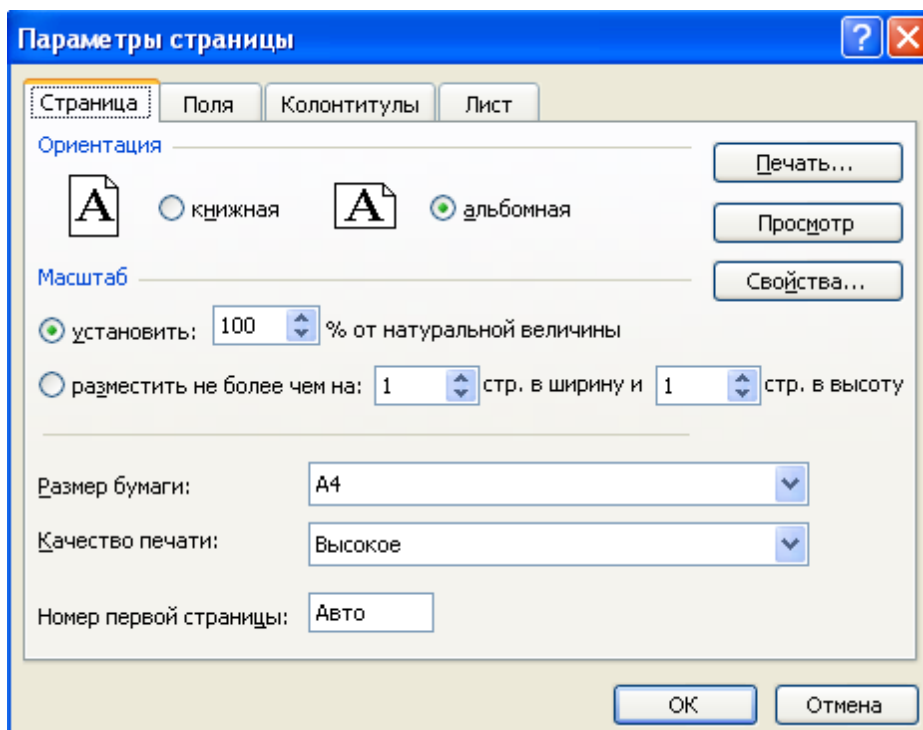 Параметры страницы
Страница Поля Колонтитулы Лист
Ориентация
Печать...
A книжная A альбомная
Просмотр
Масштаб
Свойства...
установить: 100 % от натуральной величины
разместить не более чем на: 1 стр. в ширину и 1 стр. в высоту
Размер бумаги: A4
Качество печати: Высокое
Номер первой страницы: Авто
ОК Отмена